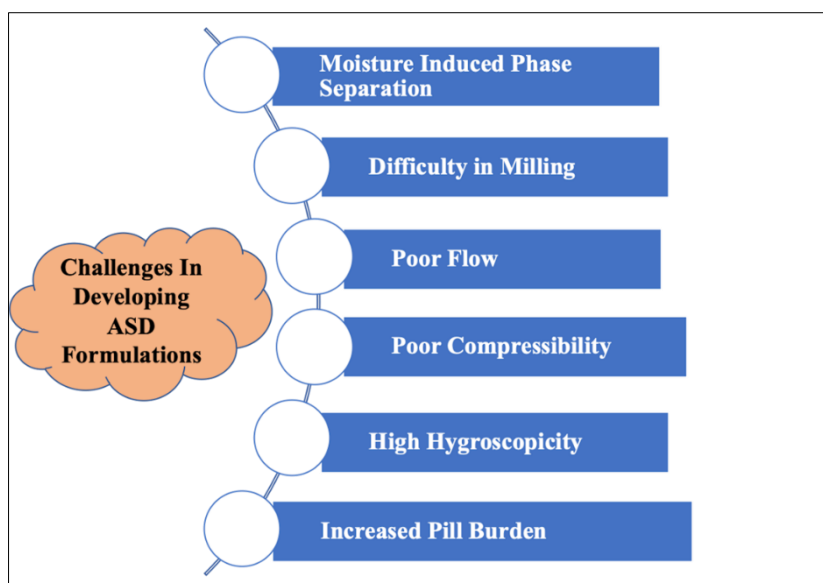 Challenges In
Developing
ASD
Formulations
Moisture Induced Phase
Separation
Difficulty in Milling
Poor Flow
Poor Compressibility
High Hygroscopicity
Increased Pill Burden